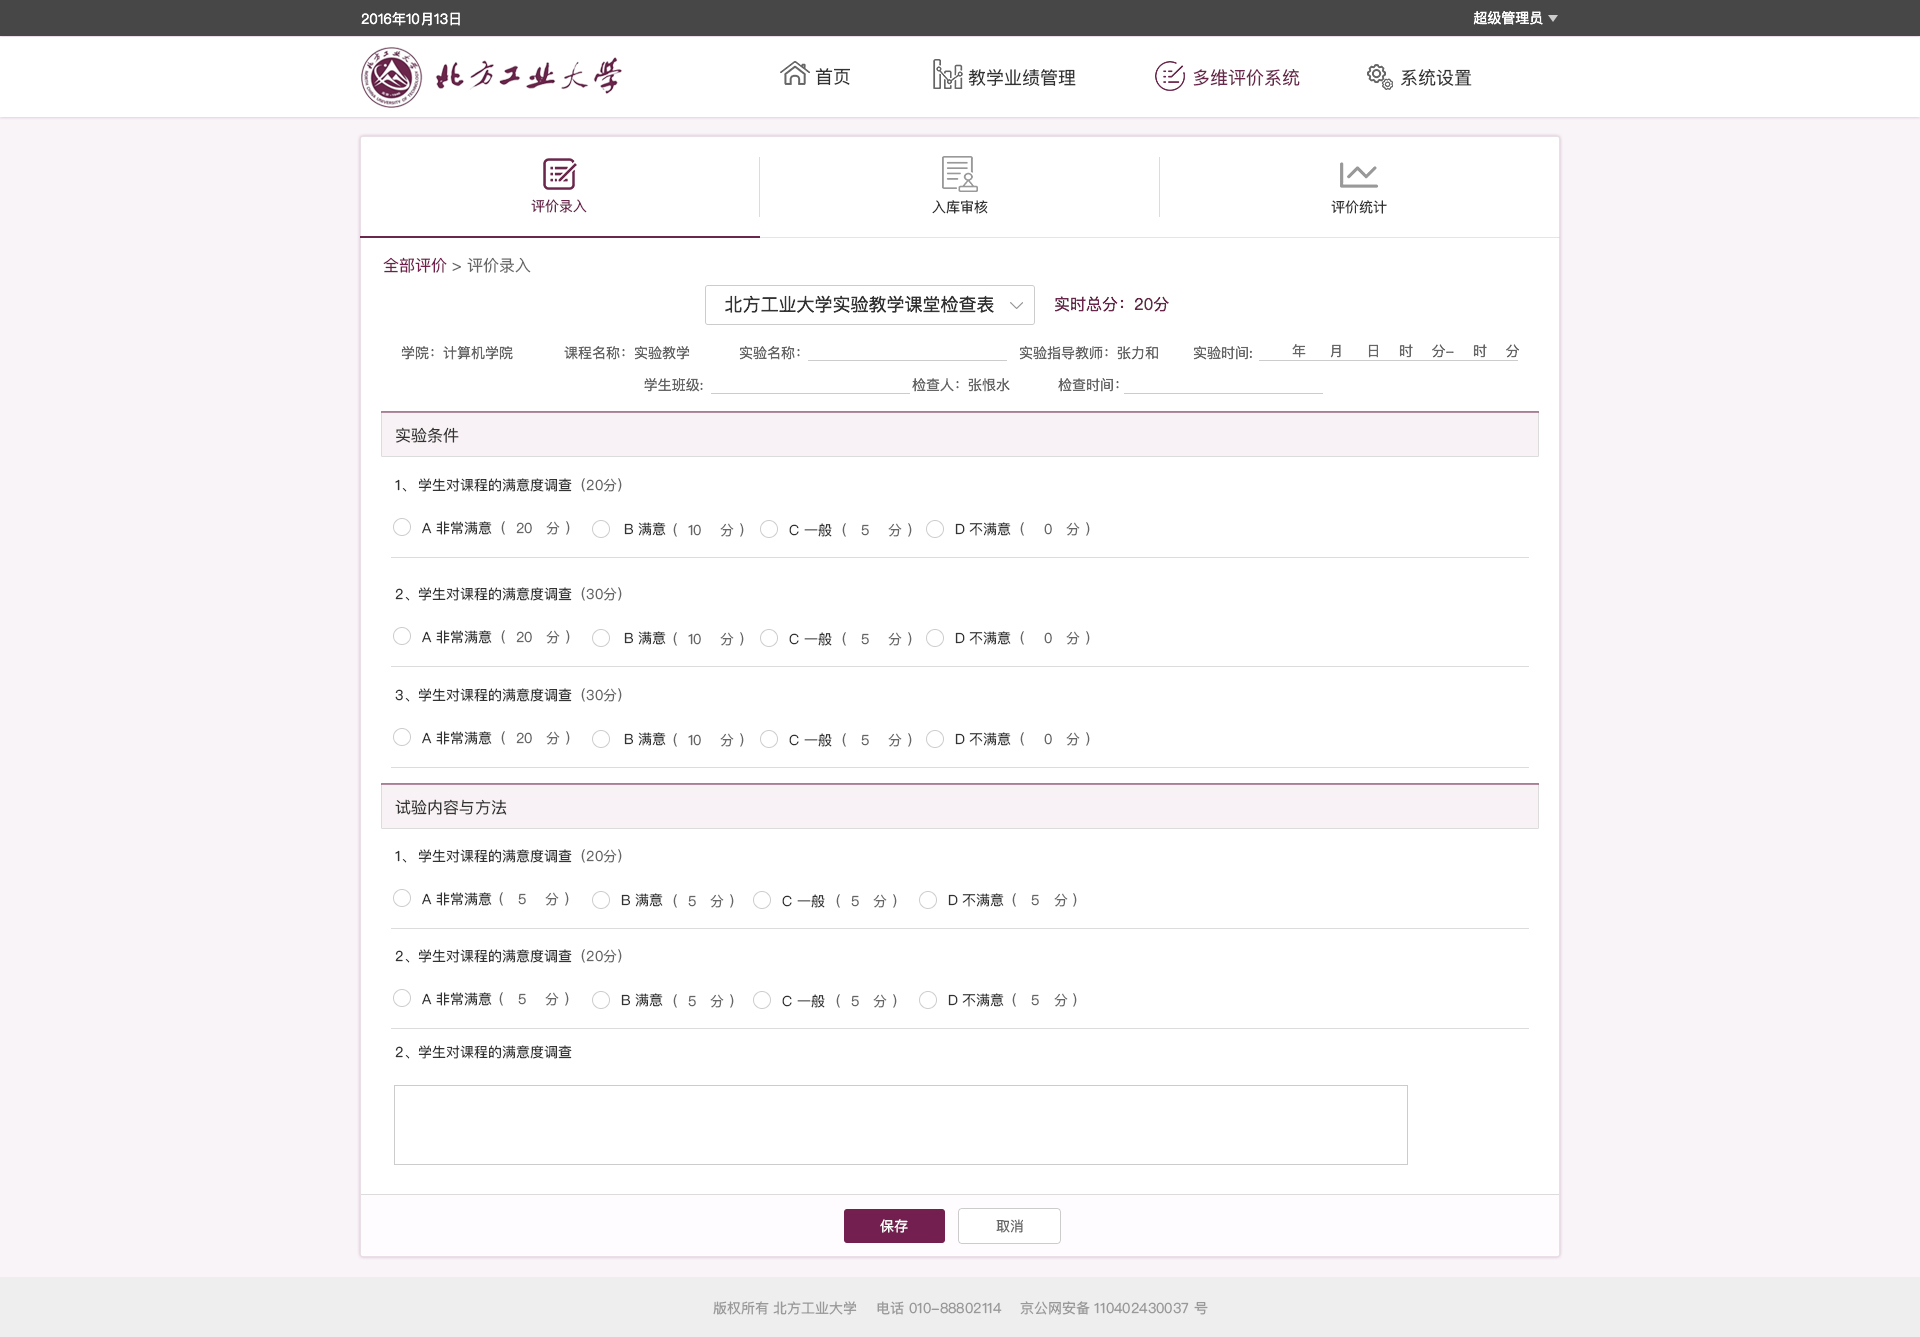 2016年10月13日 超级管理员
北方工业大学 首页 教学业绩管理 多维评价系统 系统设置
评价录入 入库审核 评价统计
全部评价 > 评价录入
北方工业大学实验教学课堂检查表 实时总分：20分
学院：计算机学院 课程名称：实验教学 实验名称： 实验指导教师：张力和 实验时间: 年 月 日 时 分– 时 分
学生班级: 检查人：张恨水 检查时间：
实验条件
1、 学生对课程的满意度调查（20分）
A 非常满意（ 20 分 ） B 满意（ 10 分 ） C 一般 （ 5 分 ） D 不满意（ 0 分 ）
2、学生对课程的满意度调查（30分）
A 非常满意（ 20 分 ） B 满意（ 10 分 ） C 一般 （ 5 分 ） D 不满意（ 0 分 ）
3、学生对课程的满意度调查（30分）
A 非常满意（ 20 分 ） B 满意（ 10 分 ） C 一般 （ 5 分 ） D 不满意（ 0 分 ）
试验内容与方法
1、 学生对课程的满意度调查（20分）
A 非常满意（ 5 分 ） B 满意 （ 5 分 ） C 一般 （ 5 分 ） D 不满意（ 5 分 ）
2、学生对课程的满意度调查（20分）
A 非常满意（ 5 分 ） B 满意 （ 5 分 ） C 一般 （ 5 分 ） D 不满意（ 5 分 ）
2、学生对课程的满意度调查
保存 取消
版权所有 北方工业大学 电话 010–88802114 京公网安备 110402430037 号